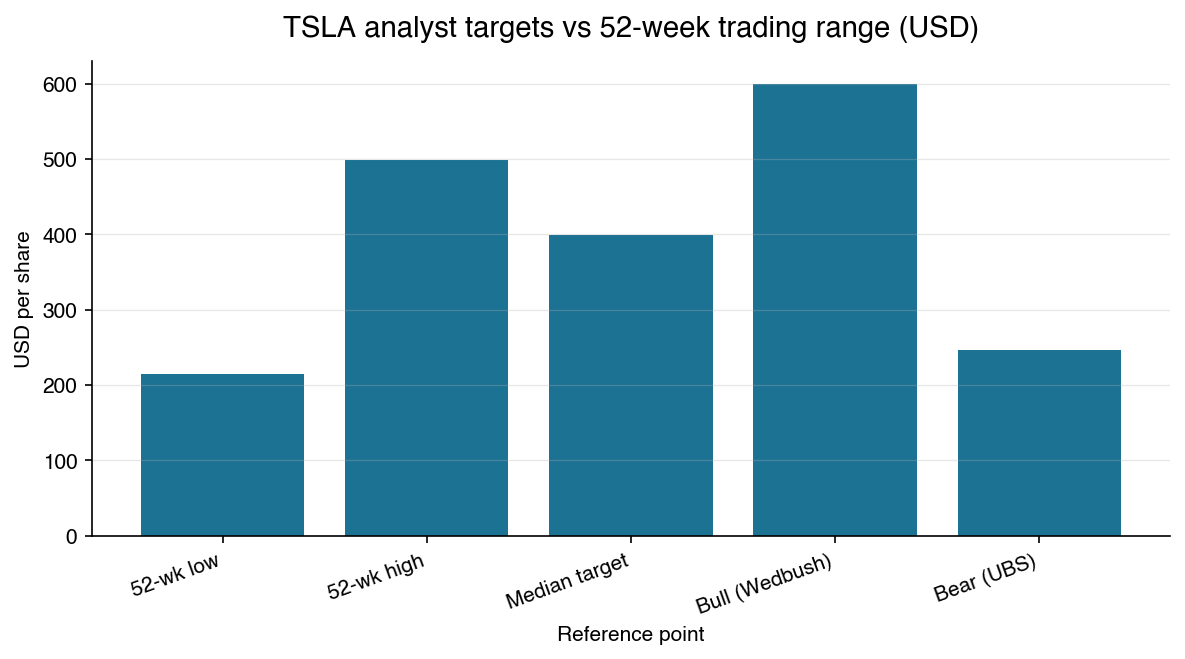 TSLA analyst targets vs 52-week trading range (USD)
USD per share
600
500
400
300
200
100
0
52-wk low
52-wk high
Median target
Bull (Wedbush)
Bear (UBS)
Reference point